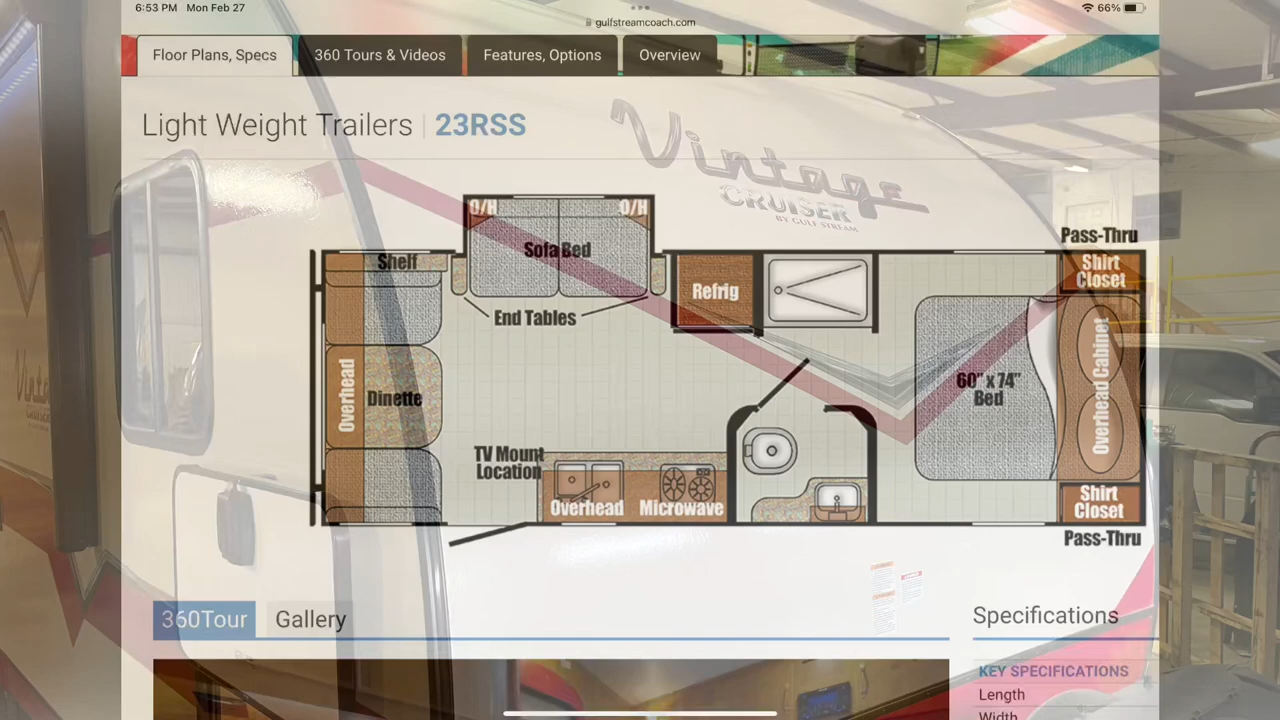 6:53 PM Mon Feb 27
66%
gulfstreamcoach.com
Floor Plans, Specs
360 Tours & Videos
Features, Options
Overview
Light Weight Trailers | 23RSS
Vintage
CRUISER
BY GULF STREAM
O/H
O/H
Sofa Bed
Shelf
End Tables
Refrig
Pass-Thru
Shirt
Closet
Overhead
Dinette
60" x 74"
Bed
Overhead Cabinet
TV Mount
Location
Overhead
Microwave
Shirt
Closet
Pass-Thru
360Tour
Gallery
Specifications
KEY SPECIFICATIONS
Length
Width